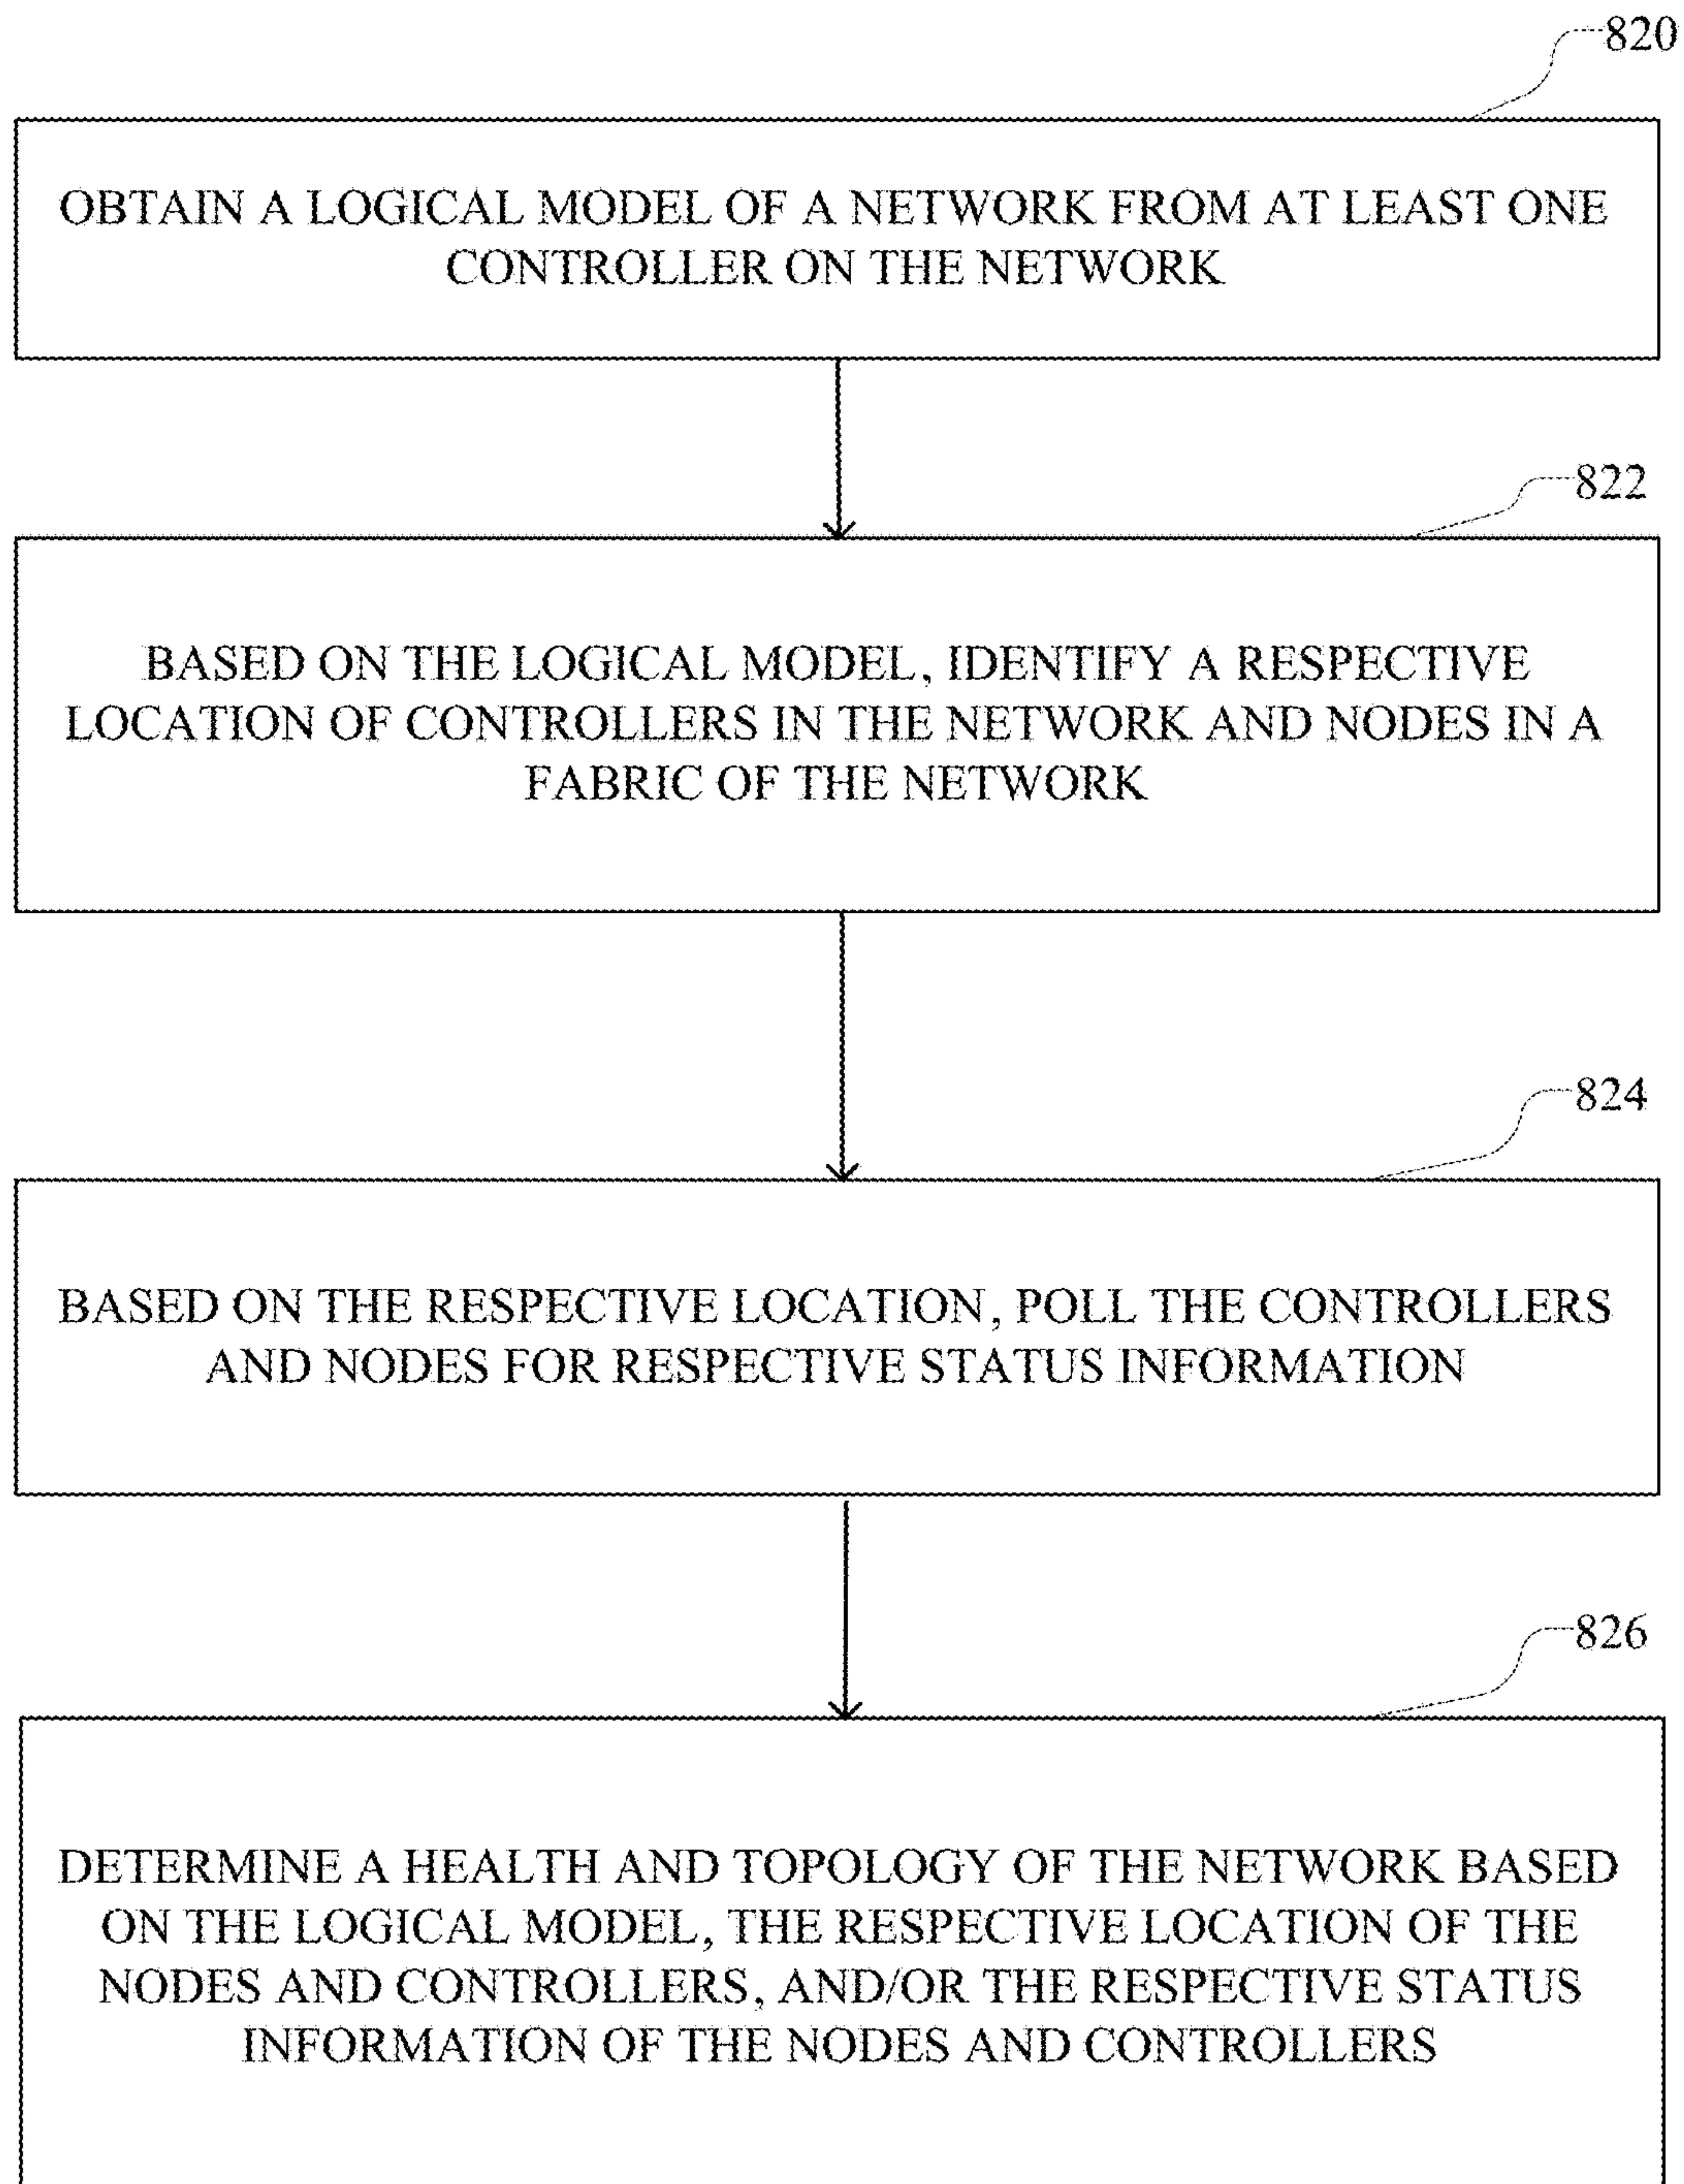 820
OBTAIN A LOGICAL MODEL OF A NETWORK FROM AT LEAST ONE
CONTROLLER ON THE NETWORK
822
BASED ON THE LOGICAL MODEL, IDENTIFY A RESPECTIVE
LOCATION OF CONTROLLERS IN THE NETWORK AND NODES IN A
FABRIC OF THE NETWORK
824
BASED ON THE RESPECTIVE LOCATION, POLL THE CONTROLLERS
AND NODES FOR RESPECTIVE STATUS INFORMATION
826
DETERMINE A HEALTH AND TOPOLOGY OF THE NETWORK BASED
ON THE LOGICAL MODEL, THE RESPECTIVE LOCATION OF THE
NODES AND CONTROLLERS, AND/OR THE RESPECTIVE STATUS
INFORMATION OF THE NODES AND CONTROLLERS